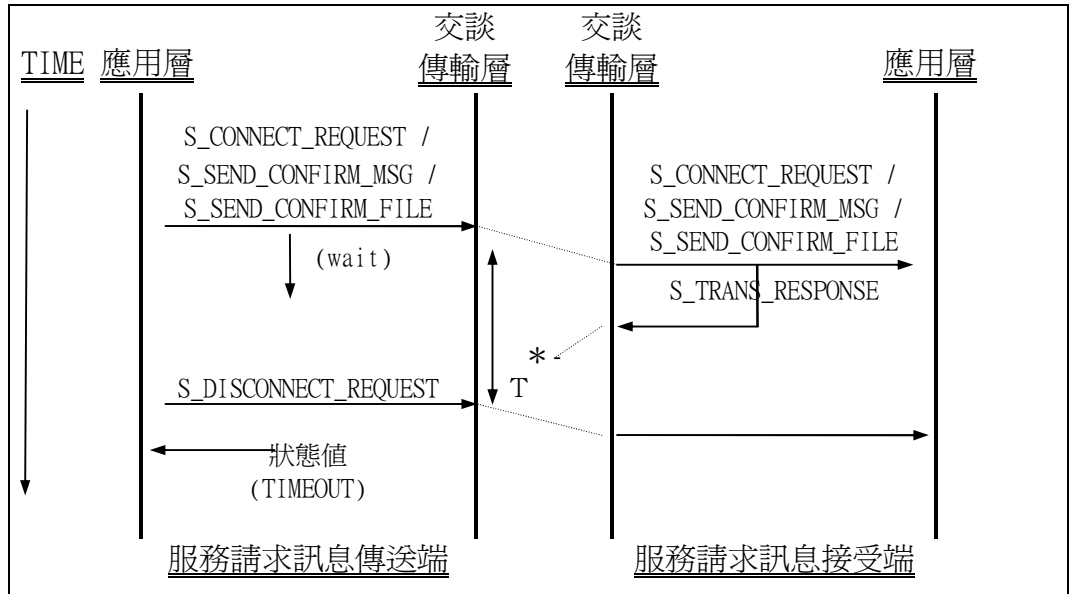 交談
交談
TIME
應用層
傳輸層
傳輸層
應用層
S_CONNECT_REQUEST /
S_SEND_CONFIRM_MSG /
S_SEND_CONFIRM_FILE
(wait)
S_CONNECT_REQUEST /
S_SEND_CONFIRM_MSG /
S_SEND_CONFIRM_FILE
S_TRANS_RESPONSE
*
T
S_DISCONNECT_REQUEST
狀態值
(TIMEOUT)
服務請求訊息傳送端
服務請求訊息接受端